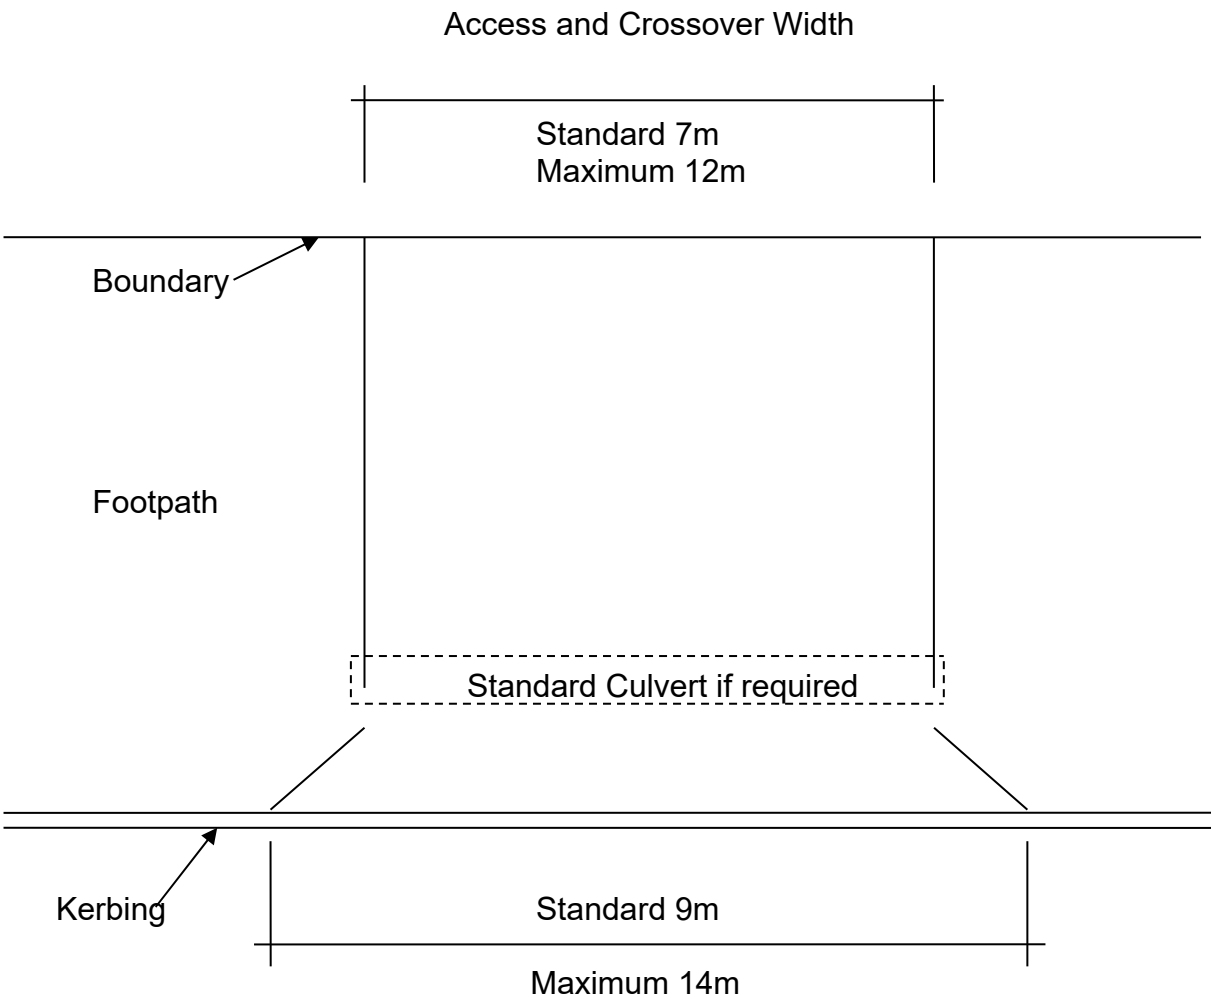 Access and Crossover Width
Standard 7m
Maximum 12m
Boundary
Footpath
Standard Culvert if required
Kerbing
Standard 9m
Maximum 14m